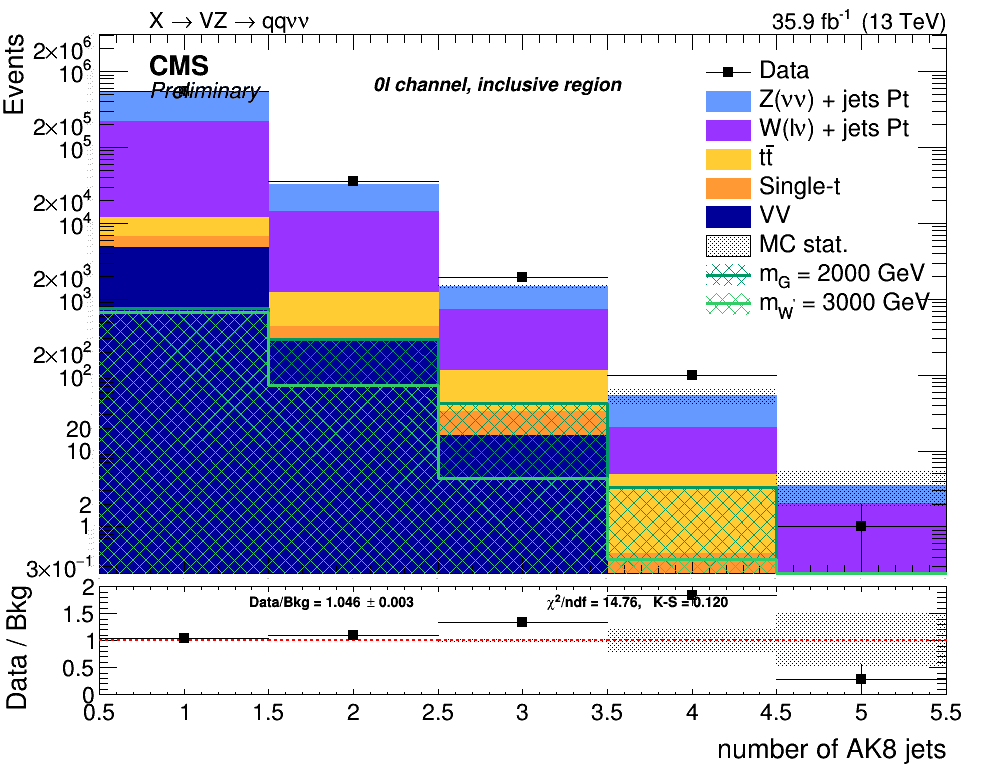 X → VZ → qqνν
35.9 fb⁻¹ (13 TeV)
Events
2×10⁶
10⁶
2×10⁵
10⁵
2×10⁴
10⁴
2×10³
10³
2×10²
10²
20
10
2
1
3×10⁻¹
CMS
Preliminary
0l channel, inclusive region
Data
Z(νν) + jets Pt
W(lν) + jets Pt
tt̄
Single-t
VV
MC stat.
m_G = 2000 GeV
m_W' = 3000 GeV
Data / Bkg
2
1.5
1
0.5
0
Data/Bkg = 1.046 ± 0.003
χ²/ndf = 14.76, K-S = 0.120
0.5 1 1.5 2 2.5 3 3.5 4 4.5 5 5.5
number of AK8 jets